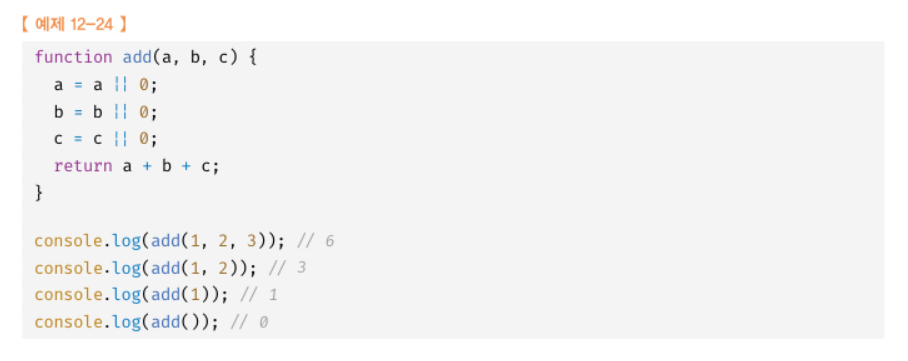 【 예제 12-24 】
function add(a, b, c) {
  a = a || 0;
  b = b || 0;
  c = c || 0;
  return a + b + c;
}

console.log(add(1, 2, 3)); // 6
console.log(add(1, 2)); // 3
console.log(add(1)); // 1
console.log(add()); // 0